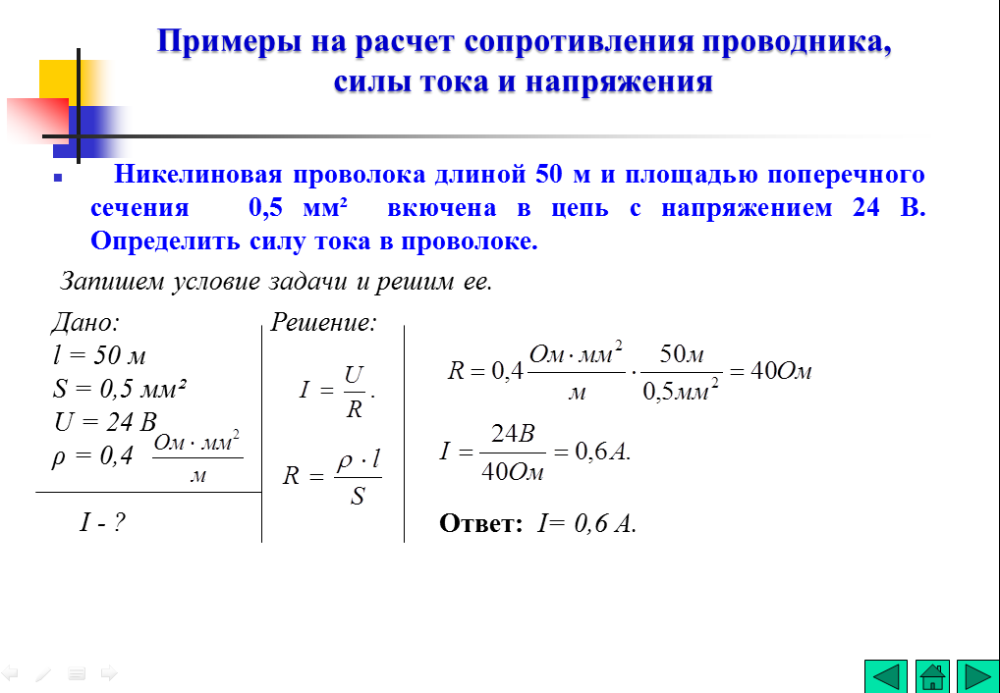 Примеры на расчет сопротивления проводника,
силы тока и напряжения
Никелиновая проволока длиной 50 м и площадью поперечного
сечения 0,5 мм² вкючена в цепь с напряжением 24 В.
Определить силу тока в проволоке.
Запишем условие задачи и решим ее.
Дано:
l = 50 м
S = 0,5 мм²
U = 24 В
ρ = 0,4 Ом · мм² / м
I - ?
Решение:
I = U / R .
R = ρ · l / S
R = 0,4 Ом · мм² / м · 50м / 0,5мм² = 40Ом
I = 24В / 40Ом = 0,6А.
Ответ: I= 0,6 А.